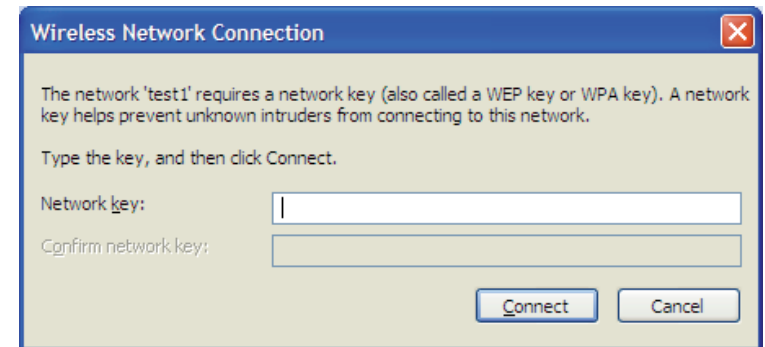 Wireless Network Connection
The network 'test1' requires a network key (also called a WEP key or WPA key). A network
key helps prevent unknown intruders from connecting to this network.
Type the key, and then click Connect.
Network key:
Confirm network key:
Connect Cancel